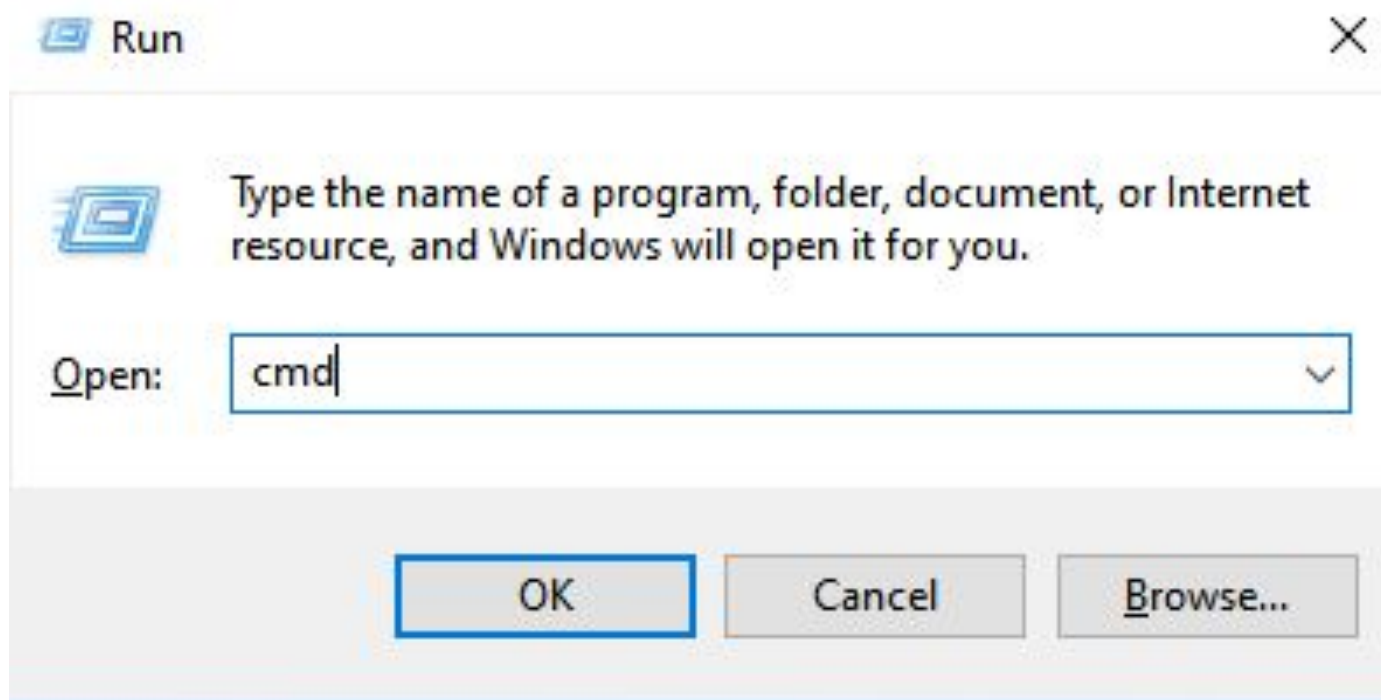 Run
Type the name of a program, folder, document, or Internet
resource, and Windows will open it for you.
Open: cmd
OK Cancel Browse...